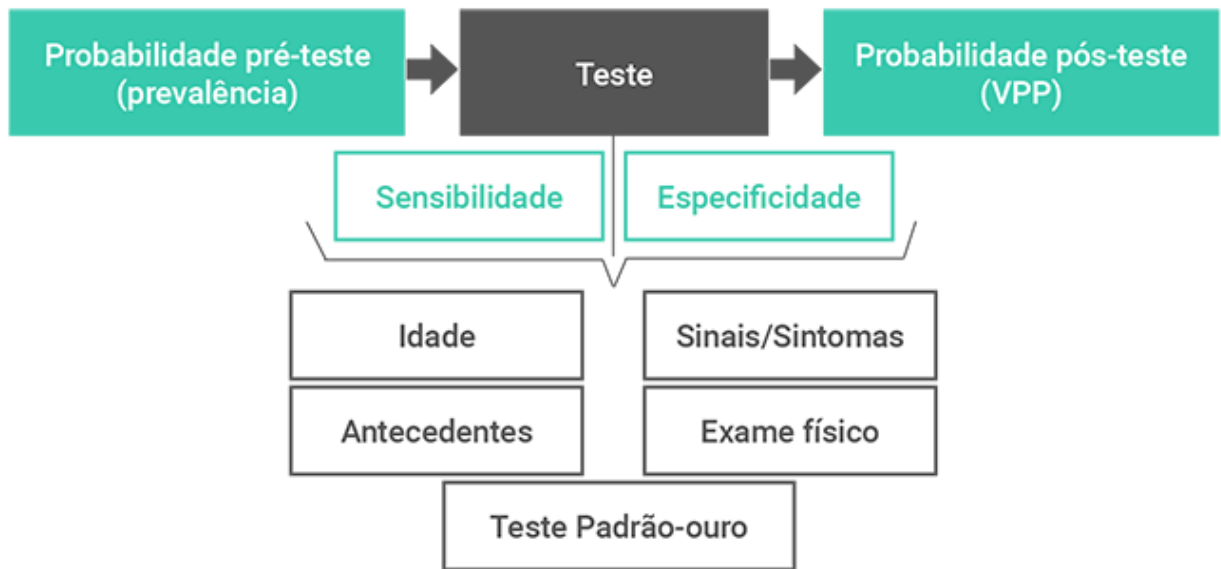 Probabilidade pré-teste
(prevalência)
Teste
Probabilidade pós-teste
(VPP)
Sensibilidade
Especificidade
Idade
Sinais/Sintomas
Antecedentes
Exame físico
Teste Padrão-ouro